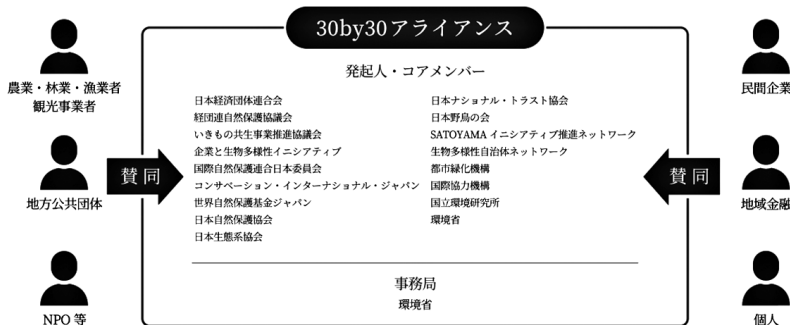 30by30アライアンス
発起人・コアメンバー
農業・林業・漁業者
観光事業者
地方公共団体
NPO 等
賛同
日本経済団体連合会
経団連自然保護協議会
いきもの共生事業推進協議会
企業と生物多様性イニシアティブ
国際自然保護連合日本委員会
コンサベーション・インターナショナル・ジャパン
世界自然保護基金ジャパン
日本自然保護協会
日本生態系協会
日本ナショナル・トラスト協会
日本野鳥の会
SATOYAMA イニシアティブ推進ネットワーク
生物多様性自治体ネットワーク
都市緑化機構
国際協力機構
国立環境研究所
環境省
事務局
環境省
賛同
民間企業
地域金融
個人